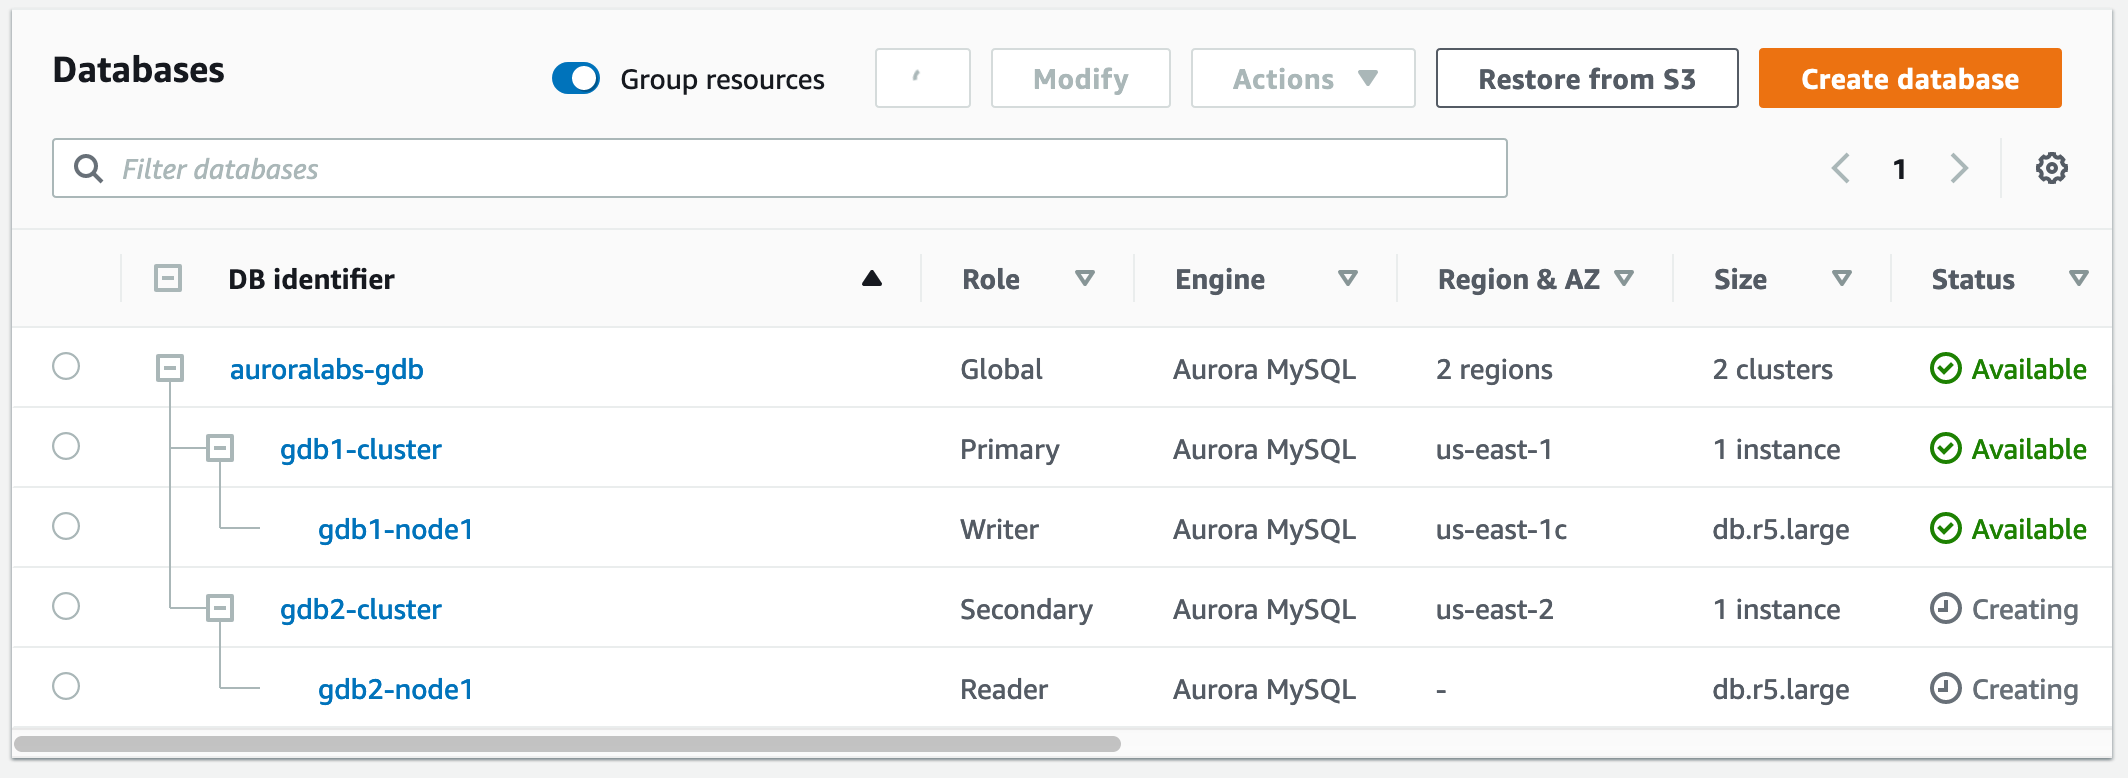 Databases Group resources Modify Actions Restore from S3 Create database
Filter databases 1
DB identifier Role Engine Region & AZ Size Status
auroralabs-gdb Global Aurora MySQL 2 regions 2 clusters Available
gdb1-cluster Primary Aurora MySQL us-east-1 1 instance Available
gdb1-node1 Writer Aurora MySQL us-east-1c db.r5.large Available
gdb2-cluster Secondary Aurora MySQL us-east-2 1 instance Creating
gdb2-node1 Reader Aurora MySQL - db.r5.large Creating